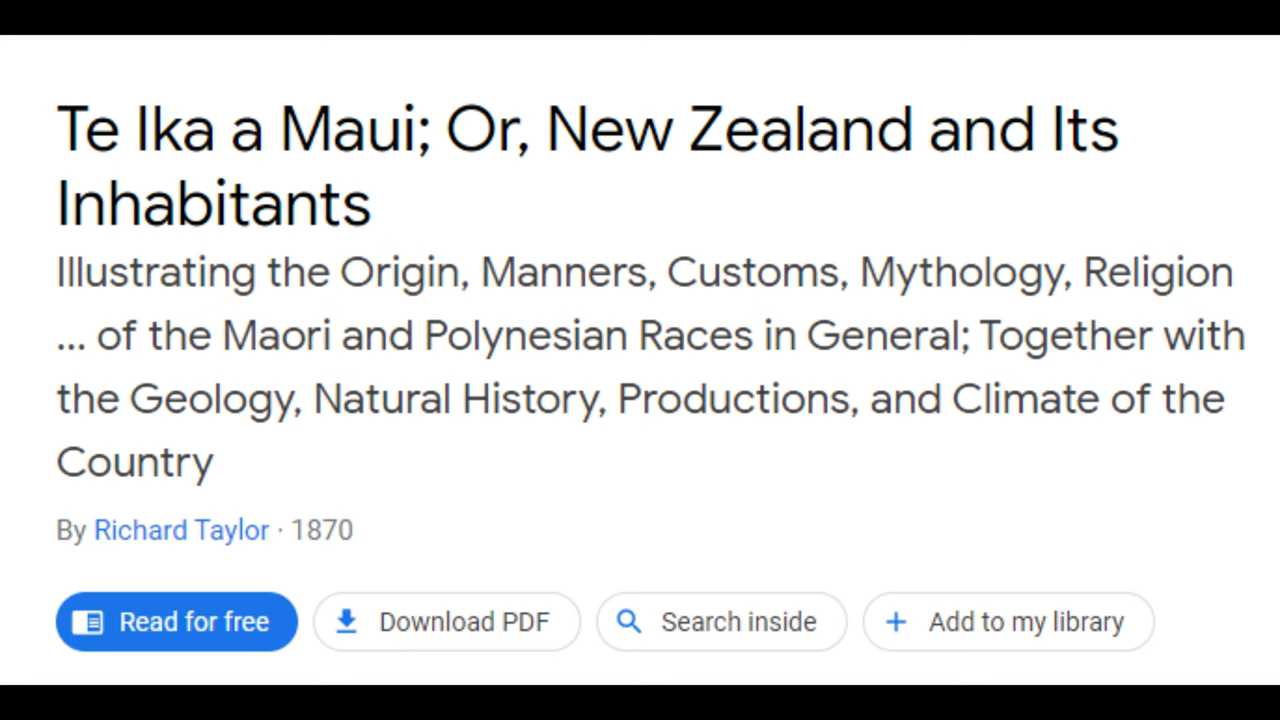 Te Ika a Maui; Or, New Zealand and Its
Inhabitants
Illustrating the Origin, Manners, Customs, Mythology, Religion
... of the Maori and Polynesian Races in General; Together with
the Geology, Natural History, Productions, and Climate of the
Country
By Richard Taylor · 1870
Read for free Download PDF Search inside Add to my library